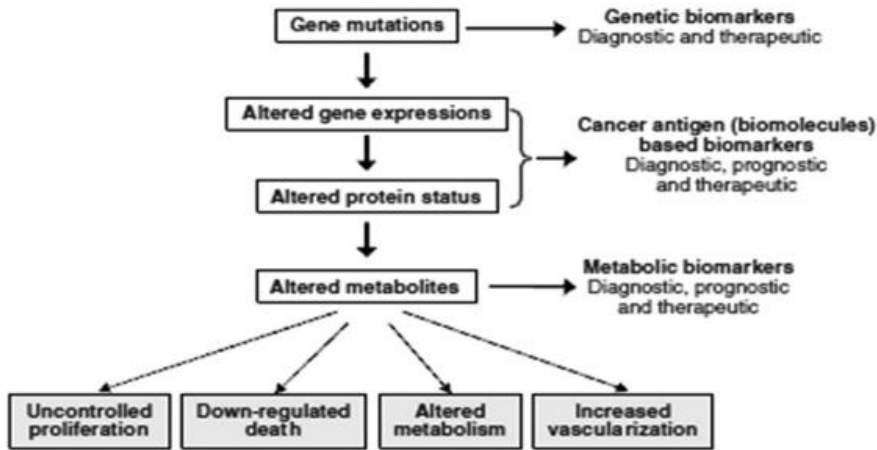 Gene mutations
Genetic biomarkers
Diagnostic and therapeutic
Altered gene expressions
Cancer antigen (biomolecules)
based biomarkers
Diagnostic, prognostic
and therapeutic
Altered protein status
Altered metabolites
Metabolic biomarkers
Diagnostic, prognostic
and therapeutic
Uncontrolled
proliferation
Down-regulated
death
Altered
metabolism
Increased
vascularization